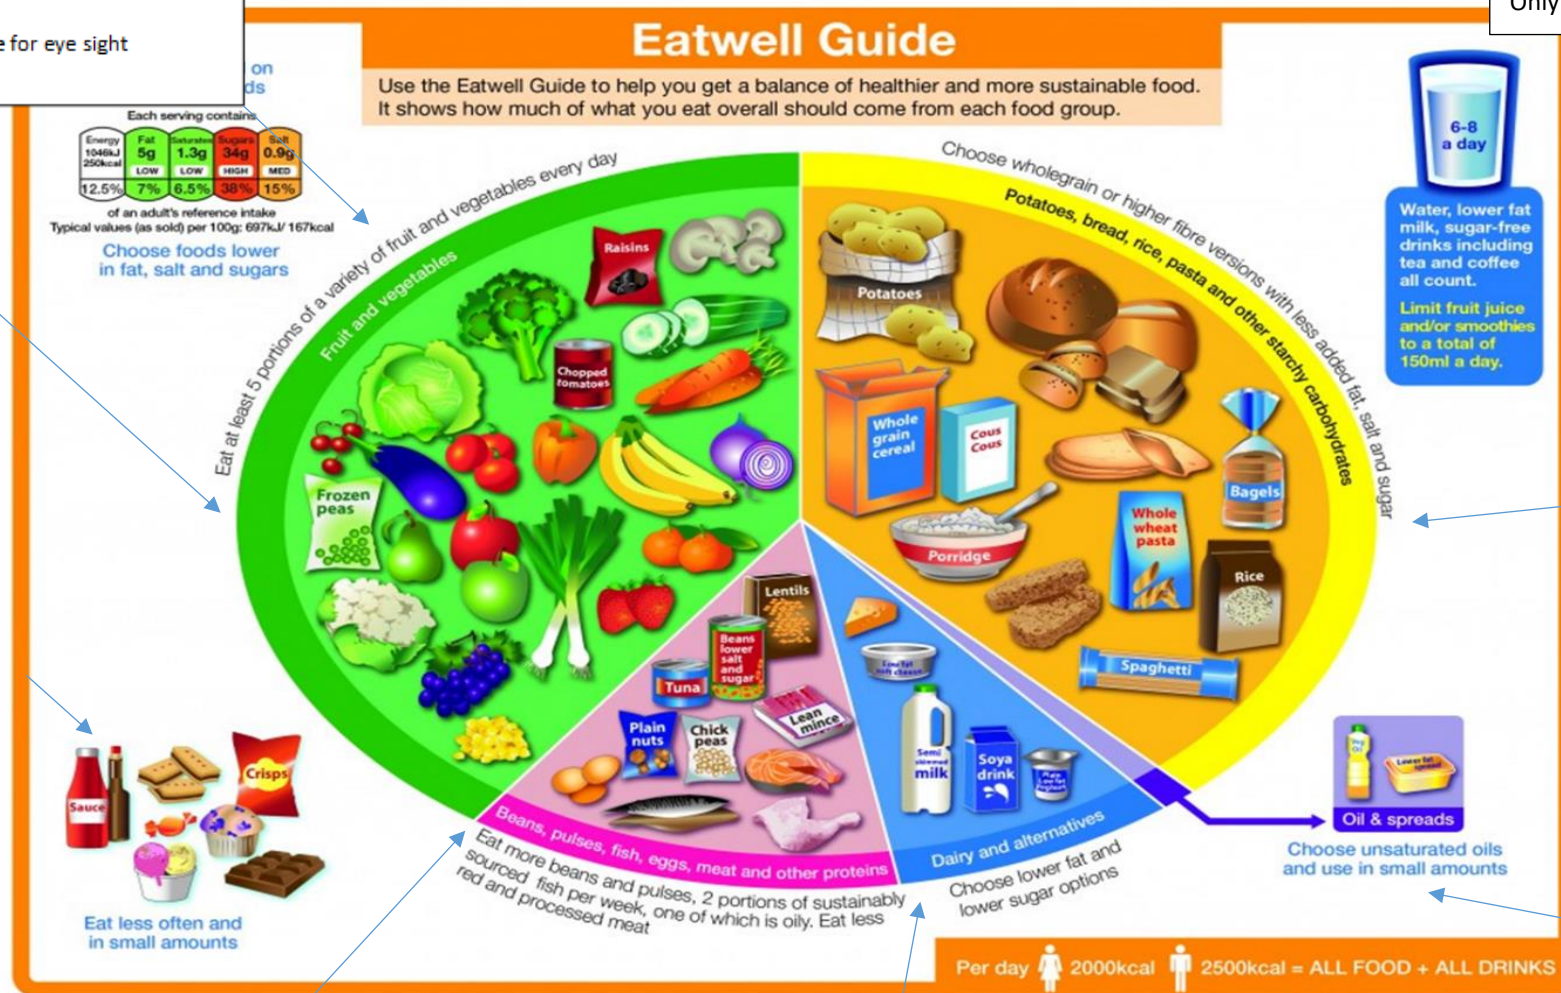 Only
e for eye sight
Eatwell Guide
Use the Eatwell Guide to help you get a balance of healthier and more sustainable food.
It shows how much of what you eat overall should come from each food group.
on
ds
Each serving contains
Energy
1046kJ
250kcal
12.5%
Fat
5g
LOW
7%
Saturates
1.3g
LOW
6.5%
Sugars
34g
HIGH
38%
Salt
0.9g
MED
15%
of an adult's reference intake
Typical values (as sold) per 100g: 697kJ/ 167kcal
Choose foods lower
in fat, salt and sugars
6-8
a day
Water, lower fat
milk, sugar-free
drinks including
tea and coffee
all count.
Limit fruit juice
and/or smoothies
to a total of
150ml a day.
Eat at least 5 portions of a variety of fruit and vegetables every day
Fruit and vegetables
Raisins
Chopped
tomatoes
Frozen
peas
Choose wholegrain or higher fibre versions with less added fat, salt and sugar
Potatoes, bread, rice, pasta and other starchy carbohydrates
Potatoes
Whole
grain
cereal
Cous
Cous
Bagels
Porridge
Whole
wheat
pasta
Rice
Spaghetti
Lentils
Beans
lower
salt
and
sugar
Tuna
Plain
nuts
Chick
peas
Lean
mince
Beans, pulses, fish, eggs, meat and other proteins
Eat more beans and pulses, 2 portions of sustainably
sourced fish per week, one of which is oily. Eat less
red and processed meat
Low fat
soft cheese
Semi
skimmed
milk
Soya
drink
Plain
Low fat
yoghurt
Dairy and alternatives
Choose lower fat and
lower sugar options
Veg
Oil
Lower fat
spread
Oil & spreads
Choose unsaturated oils
and use in small amounts
Sauce
Crisps
Eat less often and
in small amounts
Per day 2000kcal 2500kcal = ALL FOOD + ALL DRINKS